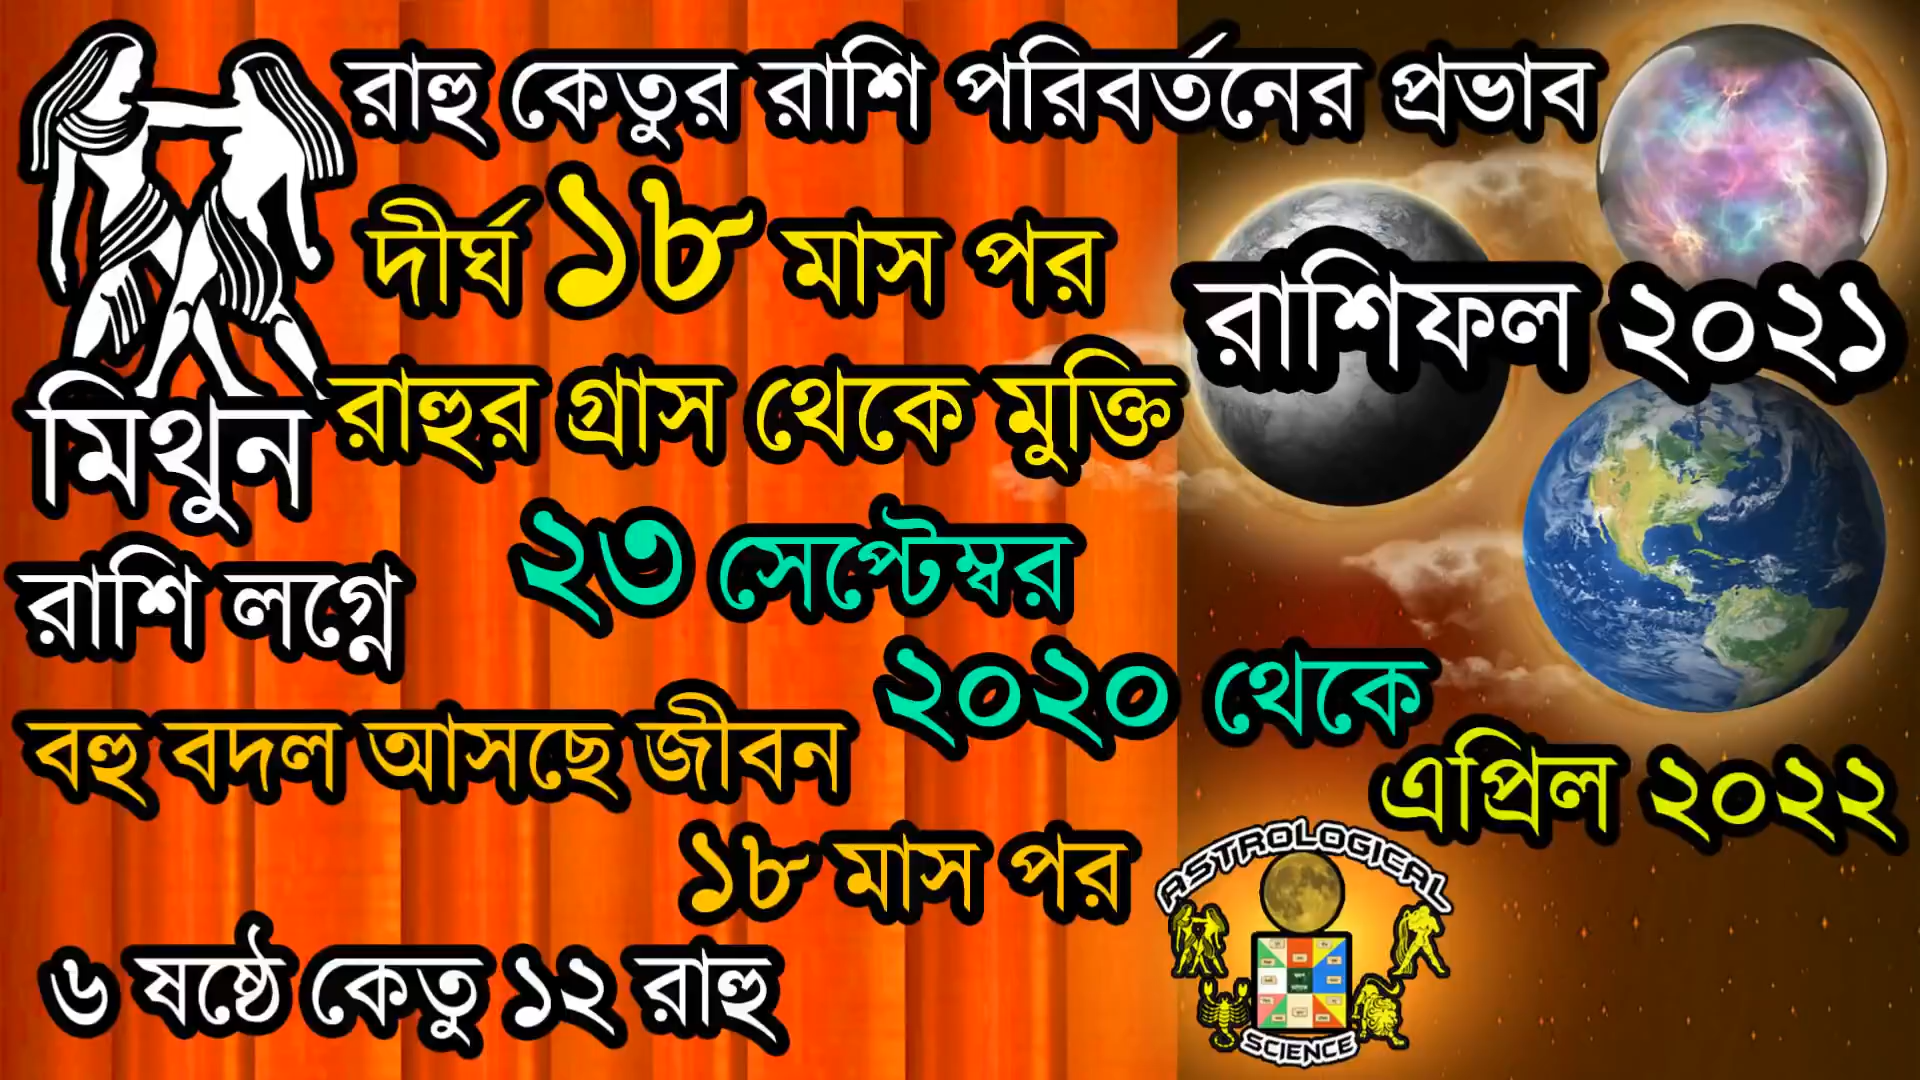 রাহু কেতুর রাশি পরিবর্তনের প্রভাব
দীর্ঘ ১৮ মাস পর
রাশিফল ২০২১
রাহুর গ্রাস থেকে মুক্তি
মিথুন
রাশি লগ্নে
২৩ সেপ্টেম্বর
২০২০ থেকে
এপ্রিল ২০২২
বহু বদল আসছে জীবন
১৮ মাস পর
৬ ষষ্ঠে কেতু ১২ রাহু
ASTROLOGICAL
SCIENCE